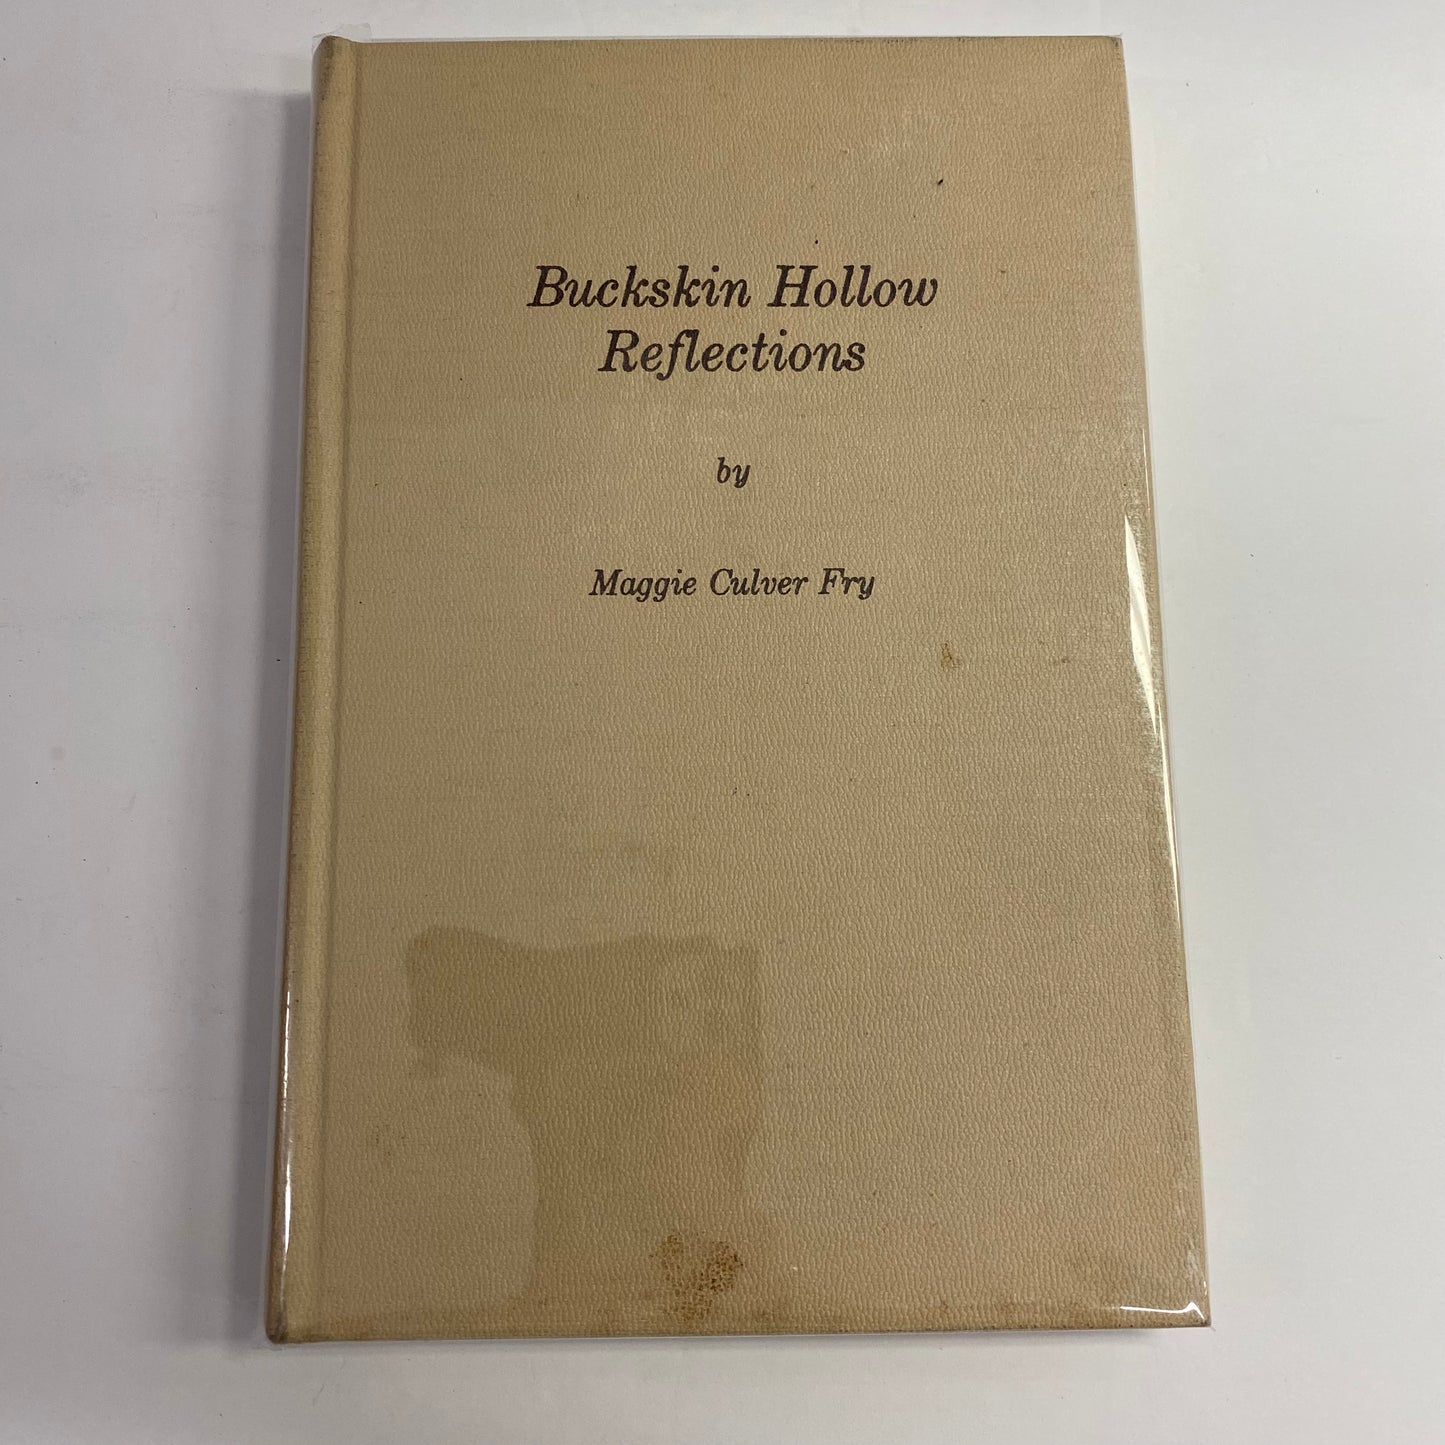 Buckskin Hollow
Reflections
by
Maggie Culver Fry